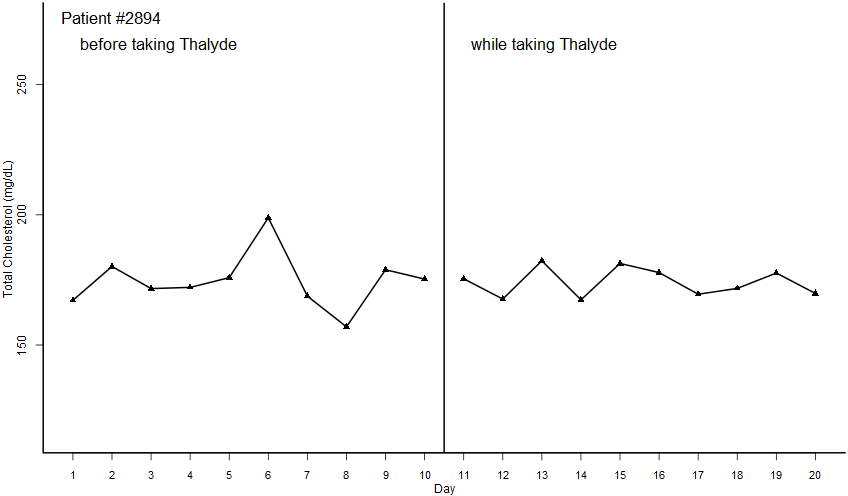 Patient #2894
before taking Thalyde
while taking Thalyde
Total Cholesterol (mg/dL)
250
200
150
1 2 3 4 5 6 7 8 9 10 11 12 13 14 15 16 17 18 19 20
Day